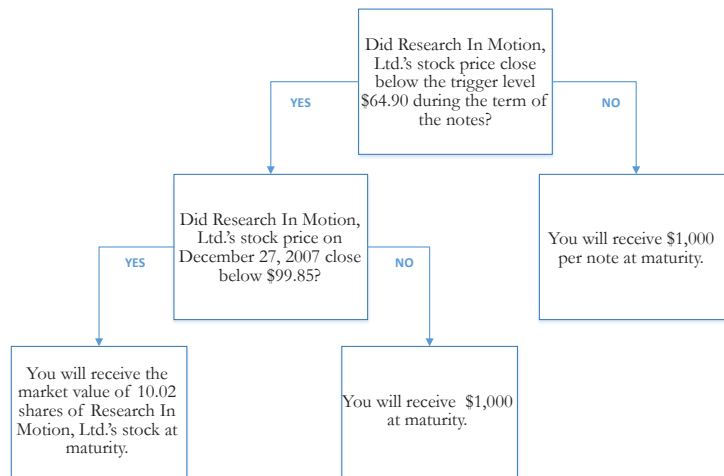 Did Research In Motion,
Ltd.'s stock price close
below the trigger level
$64.90 during the term of
the notes?
YES
NO
Did Research In Motion,
Ltd.'s stock price on
December 27, 2007 close
below $99.85?
You will receive $1,000
per note at maturity.
YES
NO
You will receive the
market value of 10.02
shares of Research In
Motion, Ltd.'s stock at
maturity.
You will receive  $1,000
at maturity.